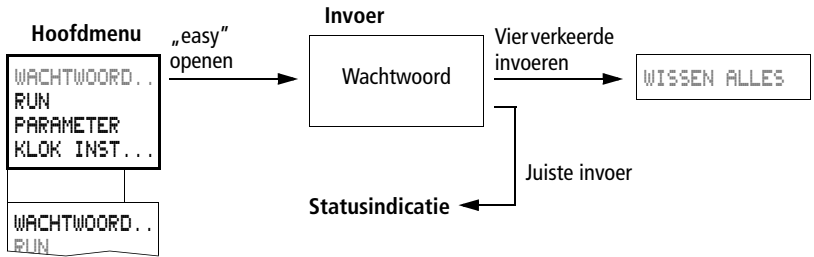 Hoofdmenu
WACHTWOORD..
RUN
PARAMETER
KLOK INST...
WACHTWOORD..
RUN
„easy”
openen
Invoer
Wachtwoord
Vier verkeerde
invoeren
WISSEN ALLES
Juiste invoer
Statusindicatie